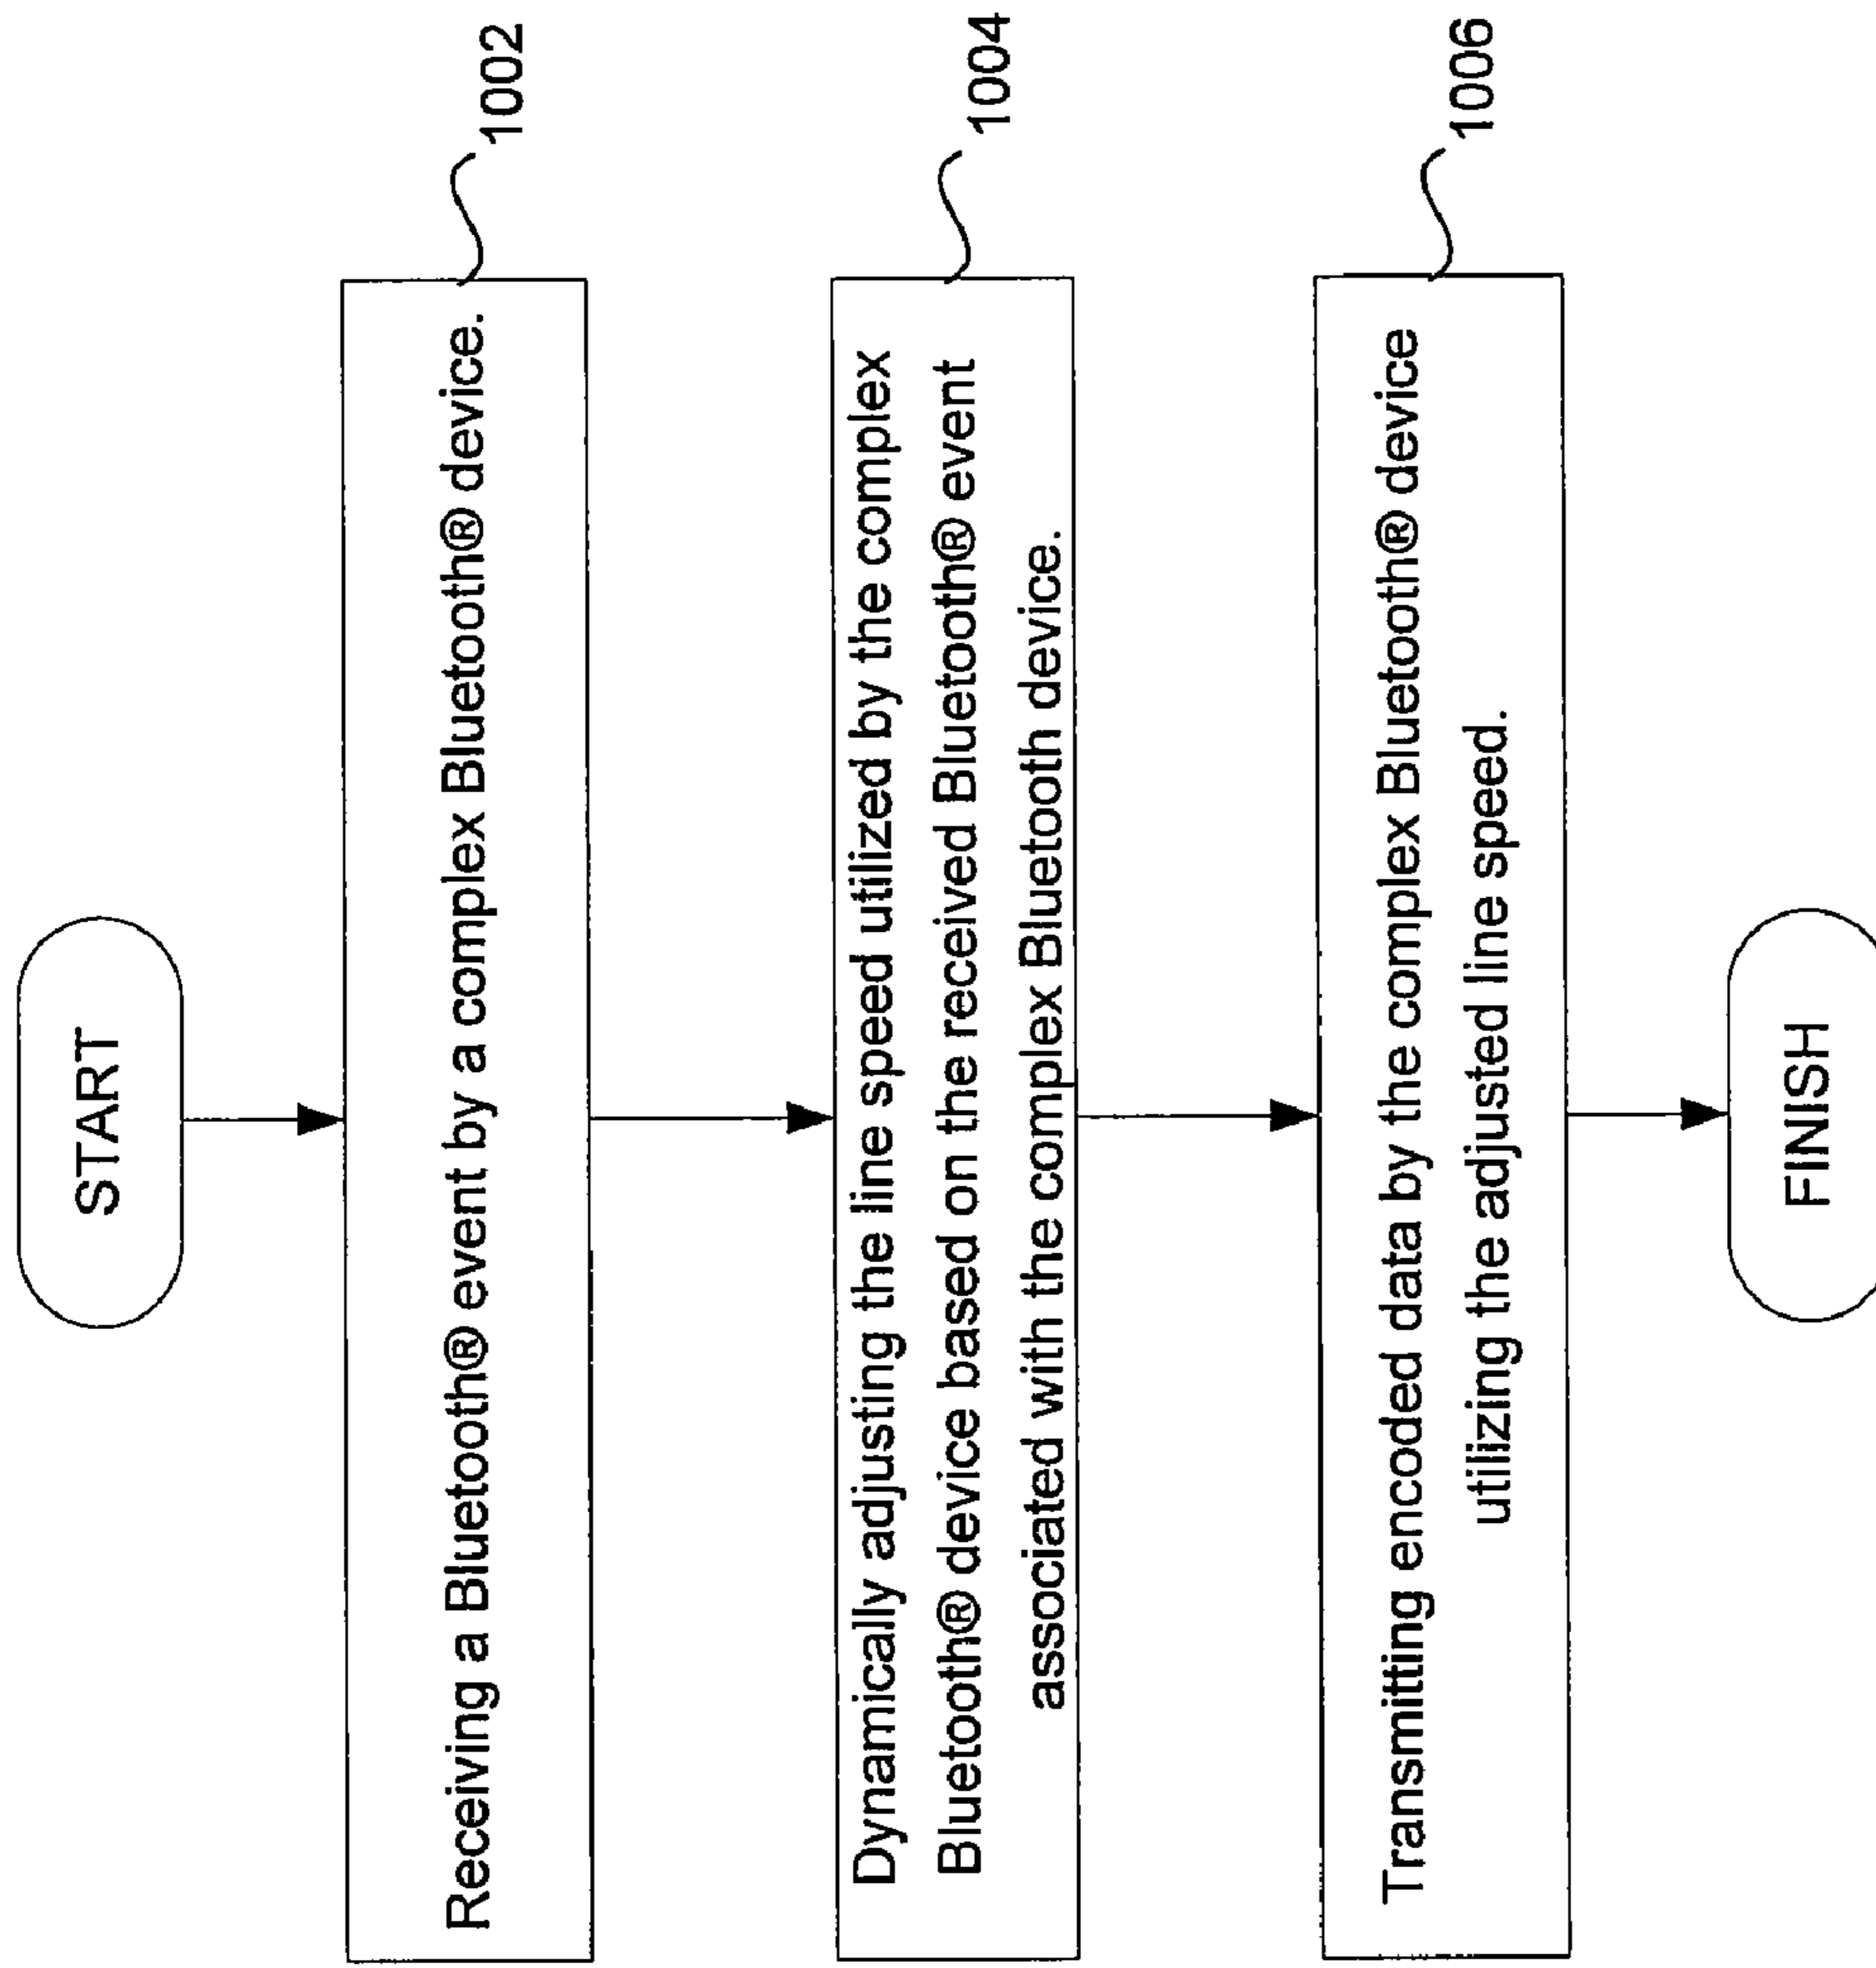 START
Receiving a Bluetooth® event by a complex Bluetooth® device.
1002
Dynamically adjusting the line speed utilized by the complex
Bluetooth® device based on the received Bluetooth® event
associated with the complex Bluetooth device.
1004
Transmitting encoded data by the complex Bluetooth® device
utilizing the adjusted line speed.
1006
FINISH